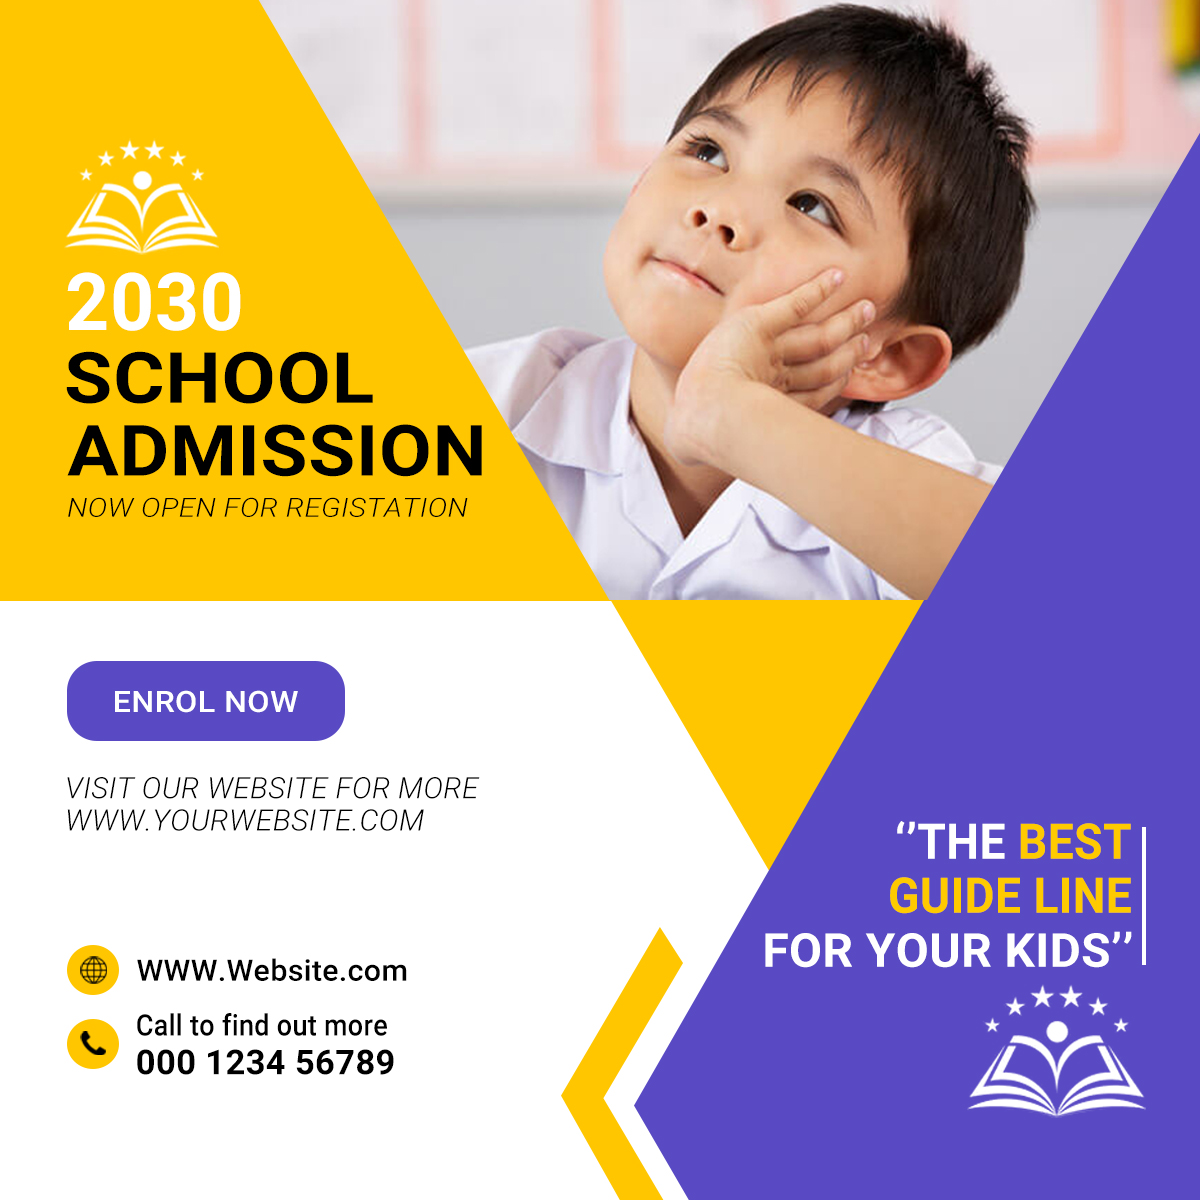 2030
SCHOOL
ADMISSION
NOW OPEN FOR REGISTATION
ENROL NOW
VISIT OUR WEBSITE FOR MORE
WWW.YOURWEBSITE.COM
WWW.Website.com
Call to find out more
000 1234 56789
‘’THE BEST
GUIDE LINE
FOR YOUR KIDS’’